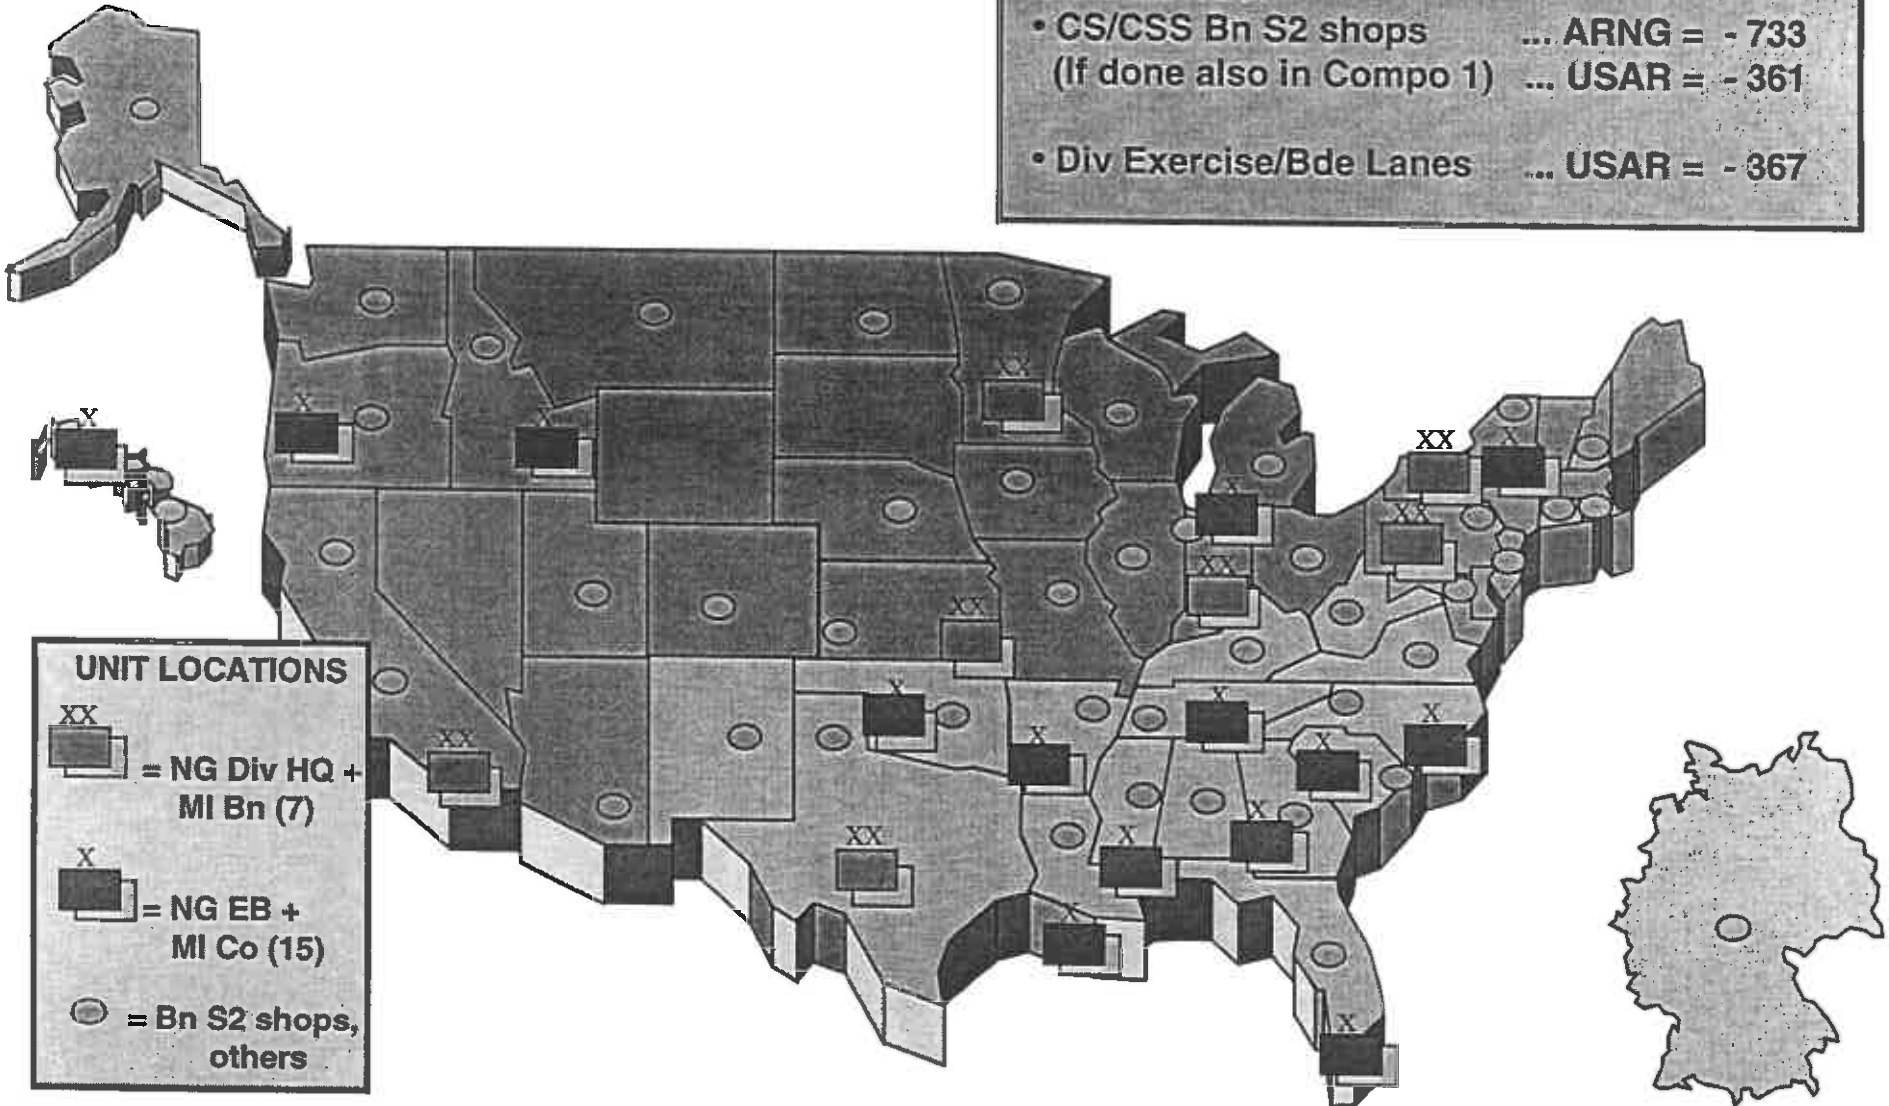 • CS/CSS Bn S2 shops ... ARNG = - 733
(If done also in Compo 1) ... USAR = - 361
• Div Exercise/Bde Lanes ... USAR = - 367
X
X
X
XX
XX
X
X
XX
XX
XX
UNIT LOCATIONS
XX
= NG Div HQ +
MI Bn (7)
X
= NG EB +
MI Co (15)
= Bn S2 shops,
others
XX
X
X
X
X
X
X
XX
X
X
X